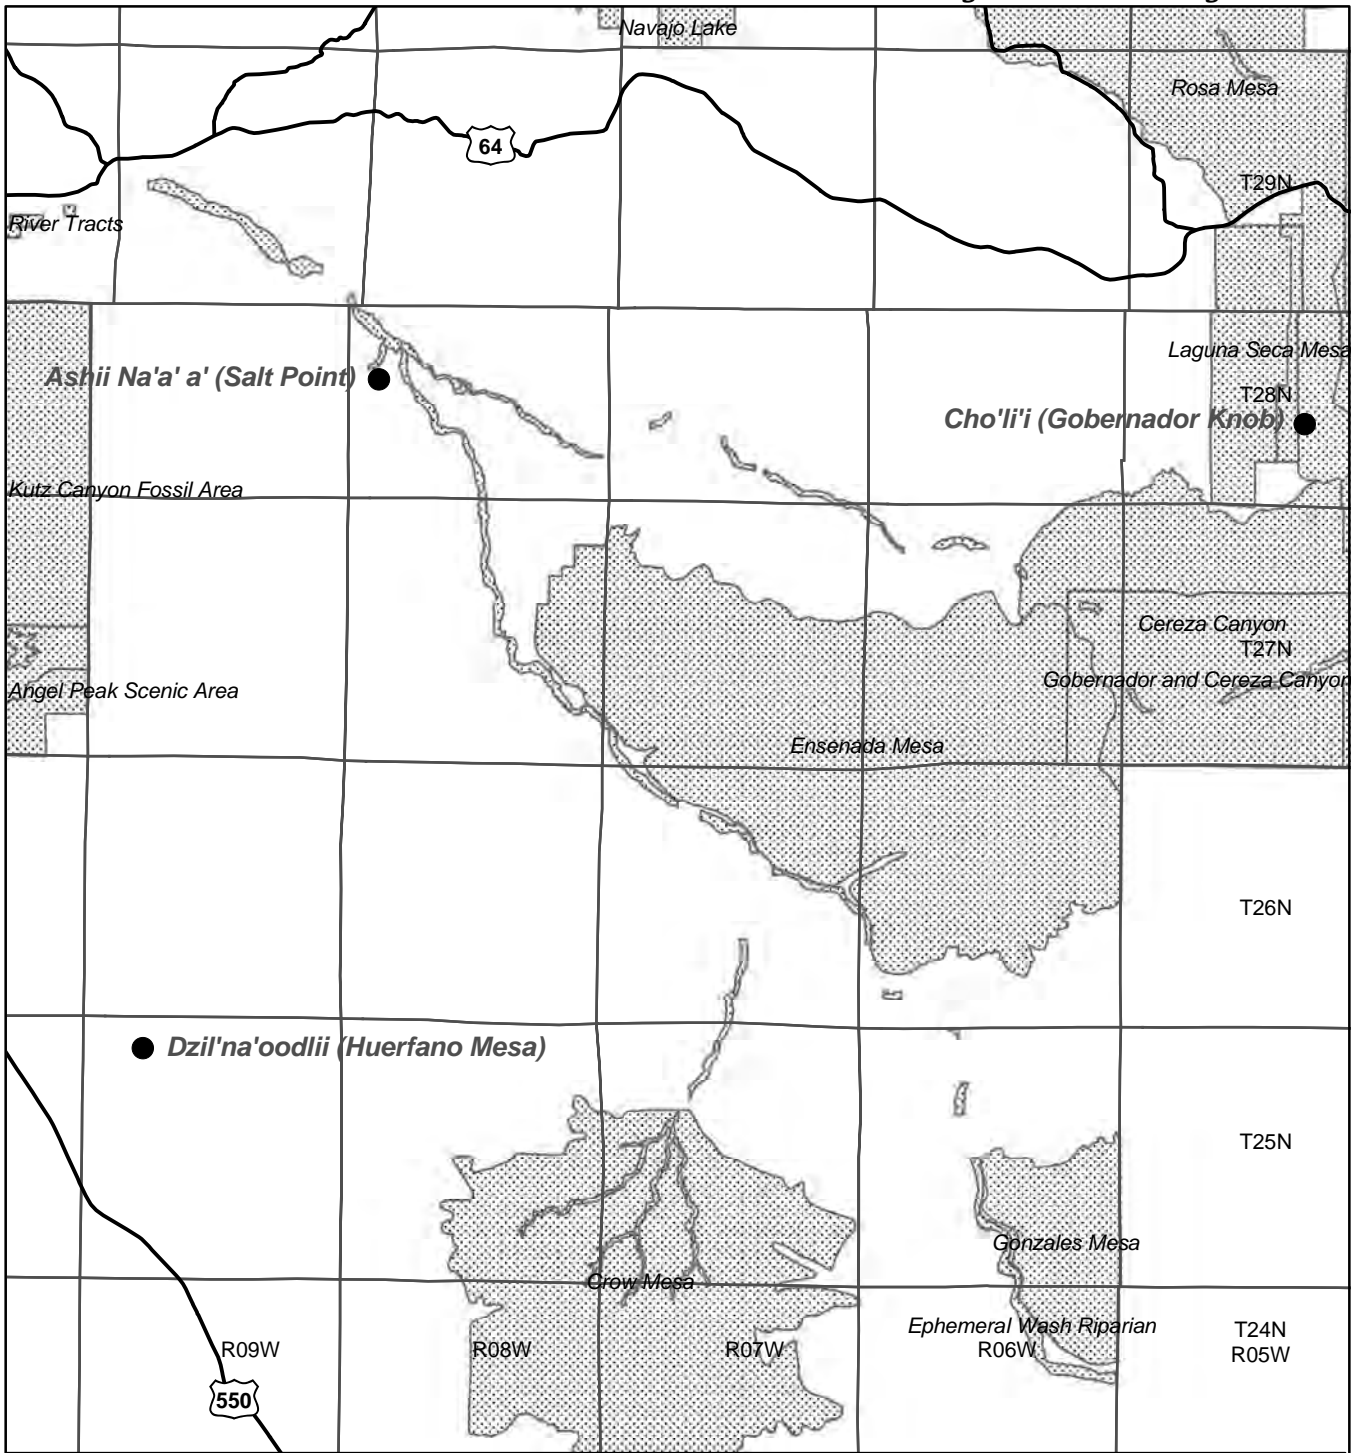 Navajo Lake
Rosa Mesa
64
T29N
River Tracts
Laguna Seca Mesa
Ashii Na'a' a' (Salt Point)
T28N
Cho'li'i (Gobernador Knob)
Kutz Canyon Fossil Area
Cereza Canyon
T27N
Gobernador and Cereza Canyon
Angel Peak Scenic Area
Ensenada Mesa
T26N
Dzil'na'oodlii (Huerfano Mesa)
T25N
Gonzales Mesa
Crow Mesa
Ephemeral Wash Riparian
T24N
R09W
R08W
R07W
R06W
R05W
550